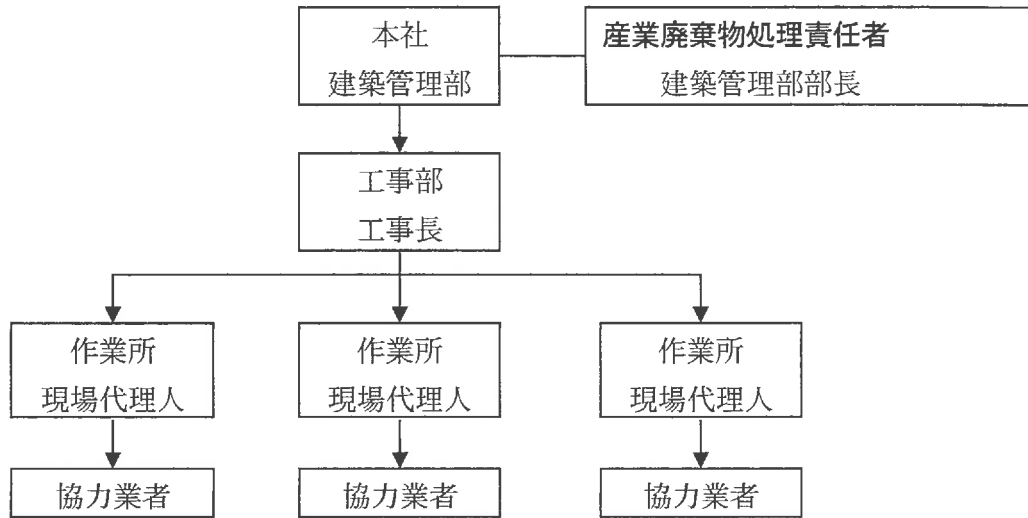 本社
建築管理部
産業廃棄物処理責任者
建築管理部部長
工事部
工事長
作業所
現場代理人
作業所
現場代理人
作業所
現場代理人
協力業者
協力業者
協力業者